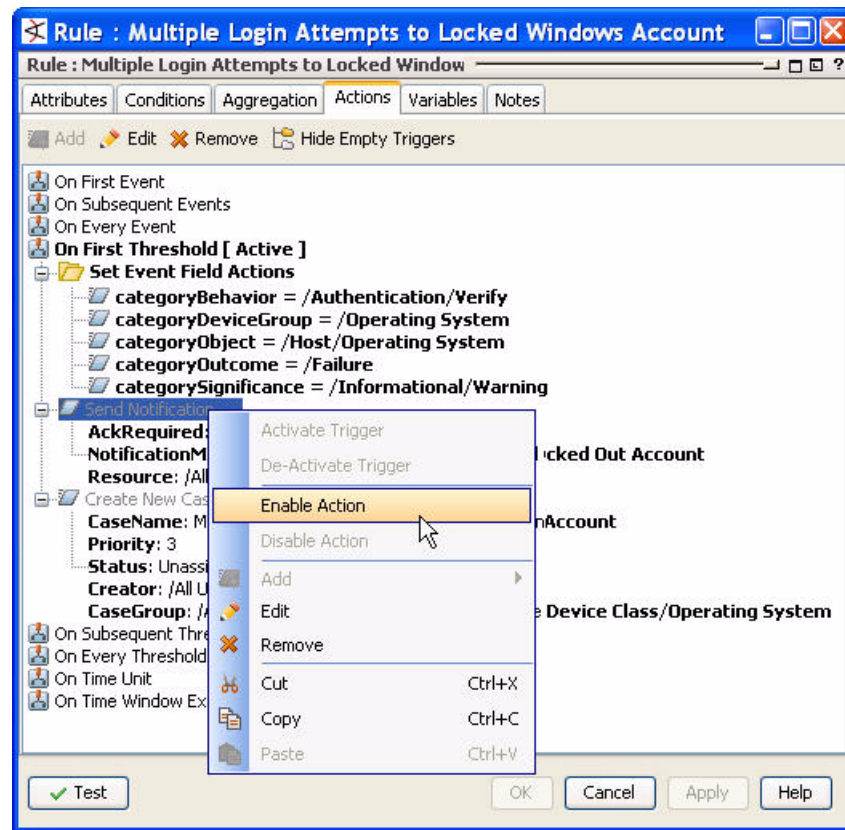 Rule : Multiple Login Attempts to Locked Windows Account
Rule : Multiple Login Attempts to Locked Window
Attributes Conditions Aggregation Actions Variables Notes
Add Edit Remove Hide Empty Triggers
On First Event
On Subsequent Events
On Every Event
On First Threshold [ Active ]
Set Event Field Actions
categoryBehavior = /Authentication/Verify
categoryDeviceGroup = /Operating System
categoryObject = /Host/Operating System
categoryOutcome = /Failure
categorySignificance = /Informational/Warning
Send Notification
AckRequired: Activate Trigger
NotificationM cked Out Account
De-Activate Trigger
Resource: /All
Create New Cas Enable Action
CaseName: M nAccount
Priority: 3 Disable Action
Status: Unassi
Creator: /All U Add
CaseGroup: /A Edit e Device Class/Operating System
On Subsequent Thre
On Every Threshold Remove
On Time Unit Cut Ctrl+X
On Time Window Ex Copy Ctrl+C
Paste Ctrl+V
Test OK Cancel Apply Help